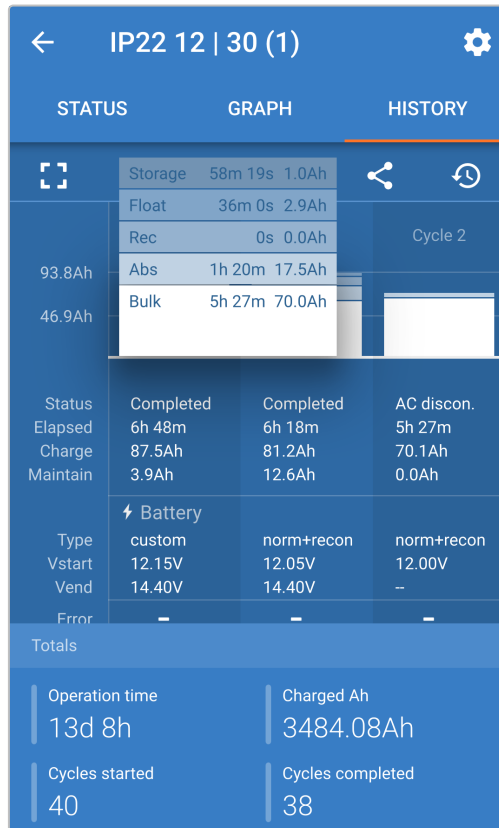 IP22 12 | 30 (1)
STATUS GRAPH HISTORY
Storage 58m 19s 1.0Ah
Float 36m 0s 2.9Ah
Rec 0s 0.0Ah
Abs 1h 20m 17.5Ah
Bulk 5h 27m 70.0Ah
Cycle 2
93.8Ah
46.9Ah
Status Completed Completed AC discon.
Elapsed 6h 48m 6h 18m 5h 27m
Charge 87.5Ah 81.2Ah 70.1Ah
Maintain 3.9Ah 12.6Ah 0.0Ah
Battery
Type custom norm+recon norm+recon
Vstart 12.15V 12.05V 12.00V
Vend 14.40V 14.40V --
Error - - -
Totals
Operation time Charged Ah
13d 8h 3484.08Ah
Cycles started Cycles completed
40 38